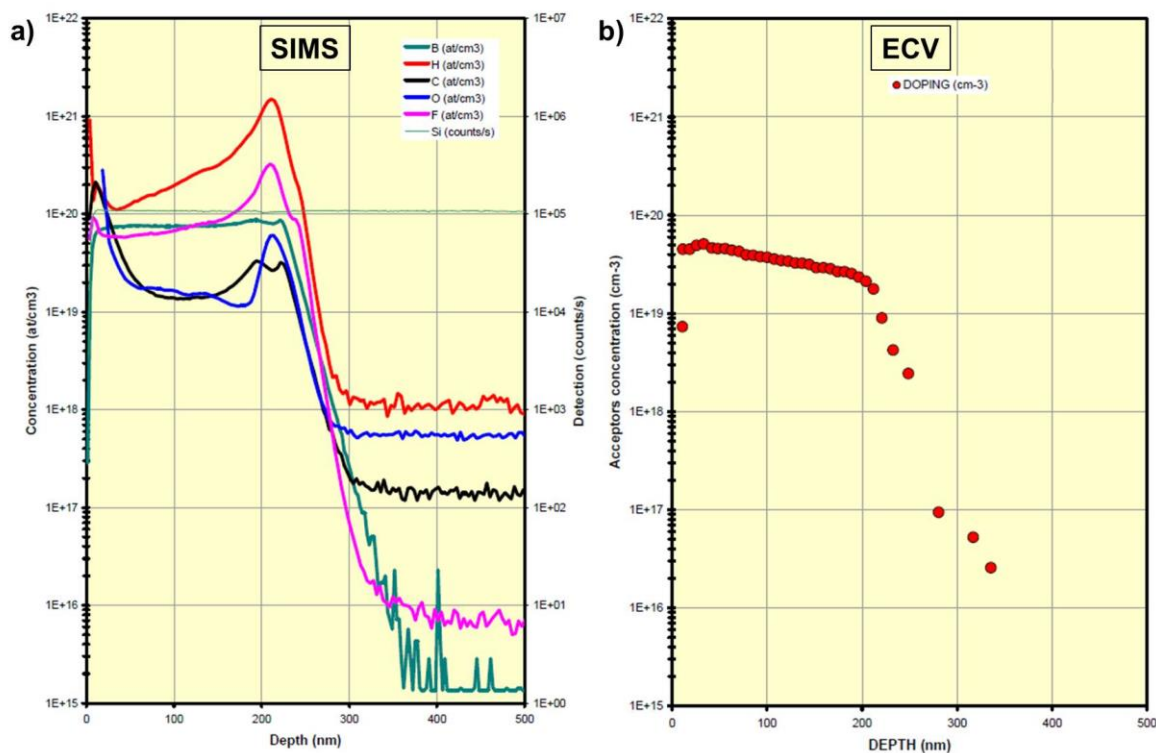 a)
SIMS
B (at/cm3)
H (at/cm3)
C (at/cm3)
O (at/cm3)
F (at/cm3)
Si (counts/s)
1E+22
1E+21
1E+20
1E+19
1E+18
1E+17
1E+16
1E+15
Concentration (at/cm3)
1E+07
1E+06
1E+05
1E+04
1E+03
1E+02
1E+01
1E+00
Detection (counts/s)
0 100 200 300 400 500
Depth (nm)
b)
ECV
DOPING (cm-3)
1E+22
1E+21
1E+20
1E+19
1E+18
1E+17
1E+16
1E+15
Acceptors concentration (cm-3)
0 100 200 300 400 500
DEPTH (nm)